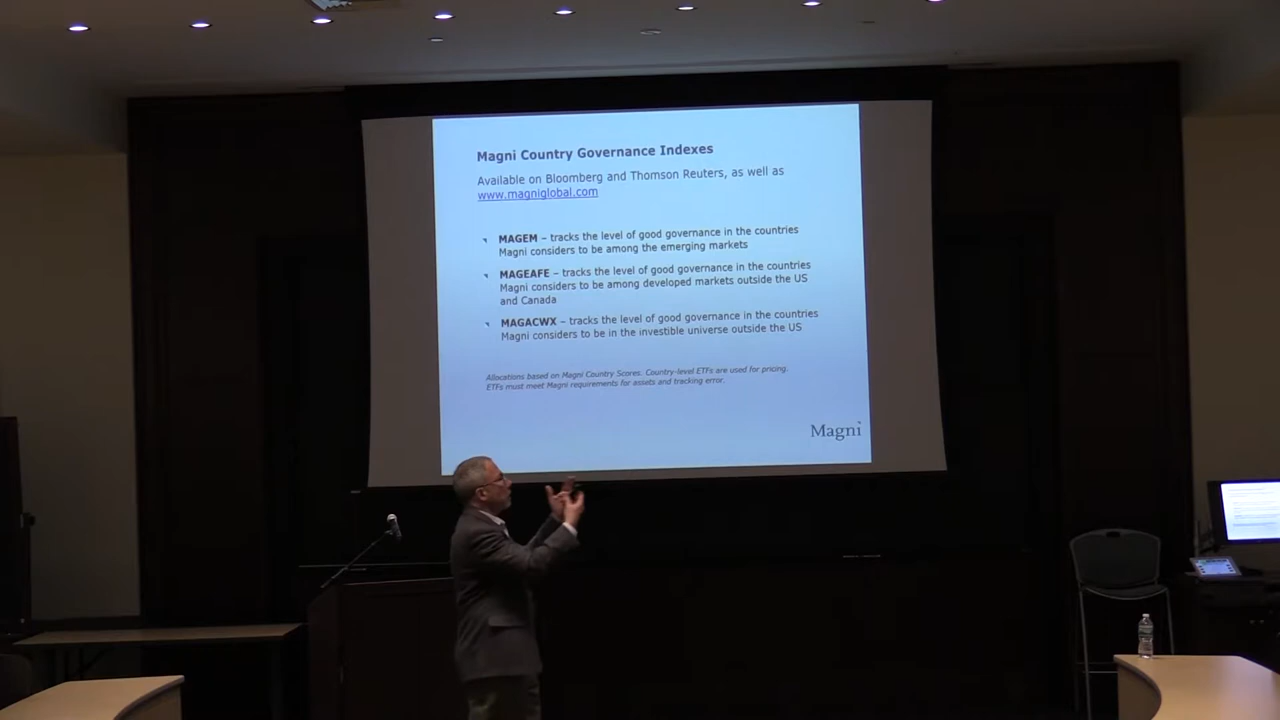 Magni Country Governance Indexes
Available on Bloomberg and Thomson Reuters, as well as
www.magniglobal.com
MAGEM – tracks the level of good governance in the countries
Magni considers to be among the emerging markets
MAGEAFE – tracks the level of good governance in the countries
Magni considers to be among developed markets outside the US
and Canada
MAGACWX – tracks the level of good governance in the countries
Magni considers to be in the investible universe outside the US
Allocations based on Magni Country Scores. Country-level ETFs are used for pricing.
ETFs must meet Magni requirements for assets and tracking error.
Magni